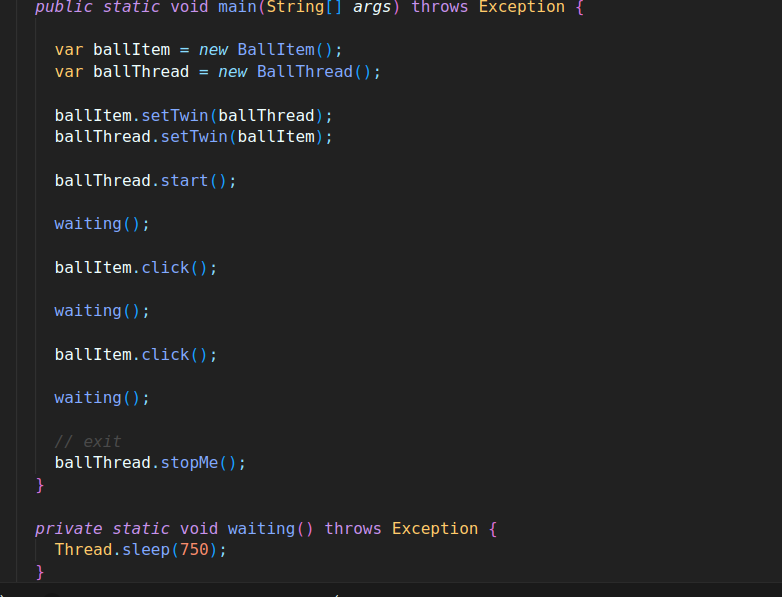 public static void main(String[] args) throws Exception {
var ballItem = new BallItem();
var ballThread = new BallThread();
ballItem.setTwin(ballThread);
ballThread.setTwin(ballItem);
ballThread.start();
waiting();
ballItem.click();
waiting();
ballItem.click();
waiting();
// exit
ballThread.stopMe();
}
private static void waiting() throws Exception {
Thread.sleep(750);
}